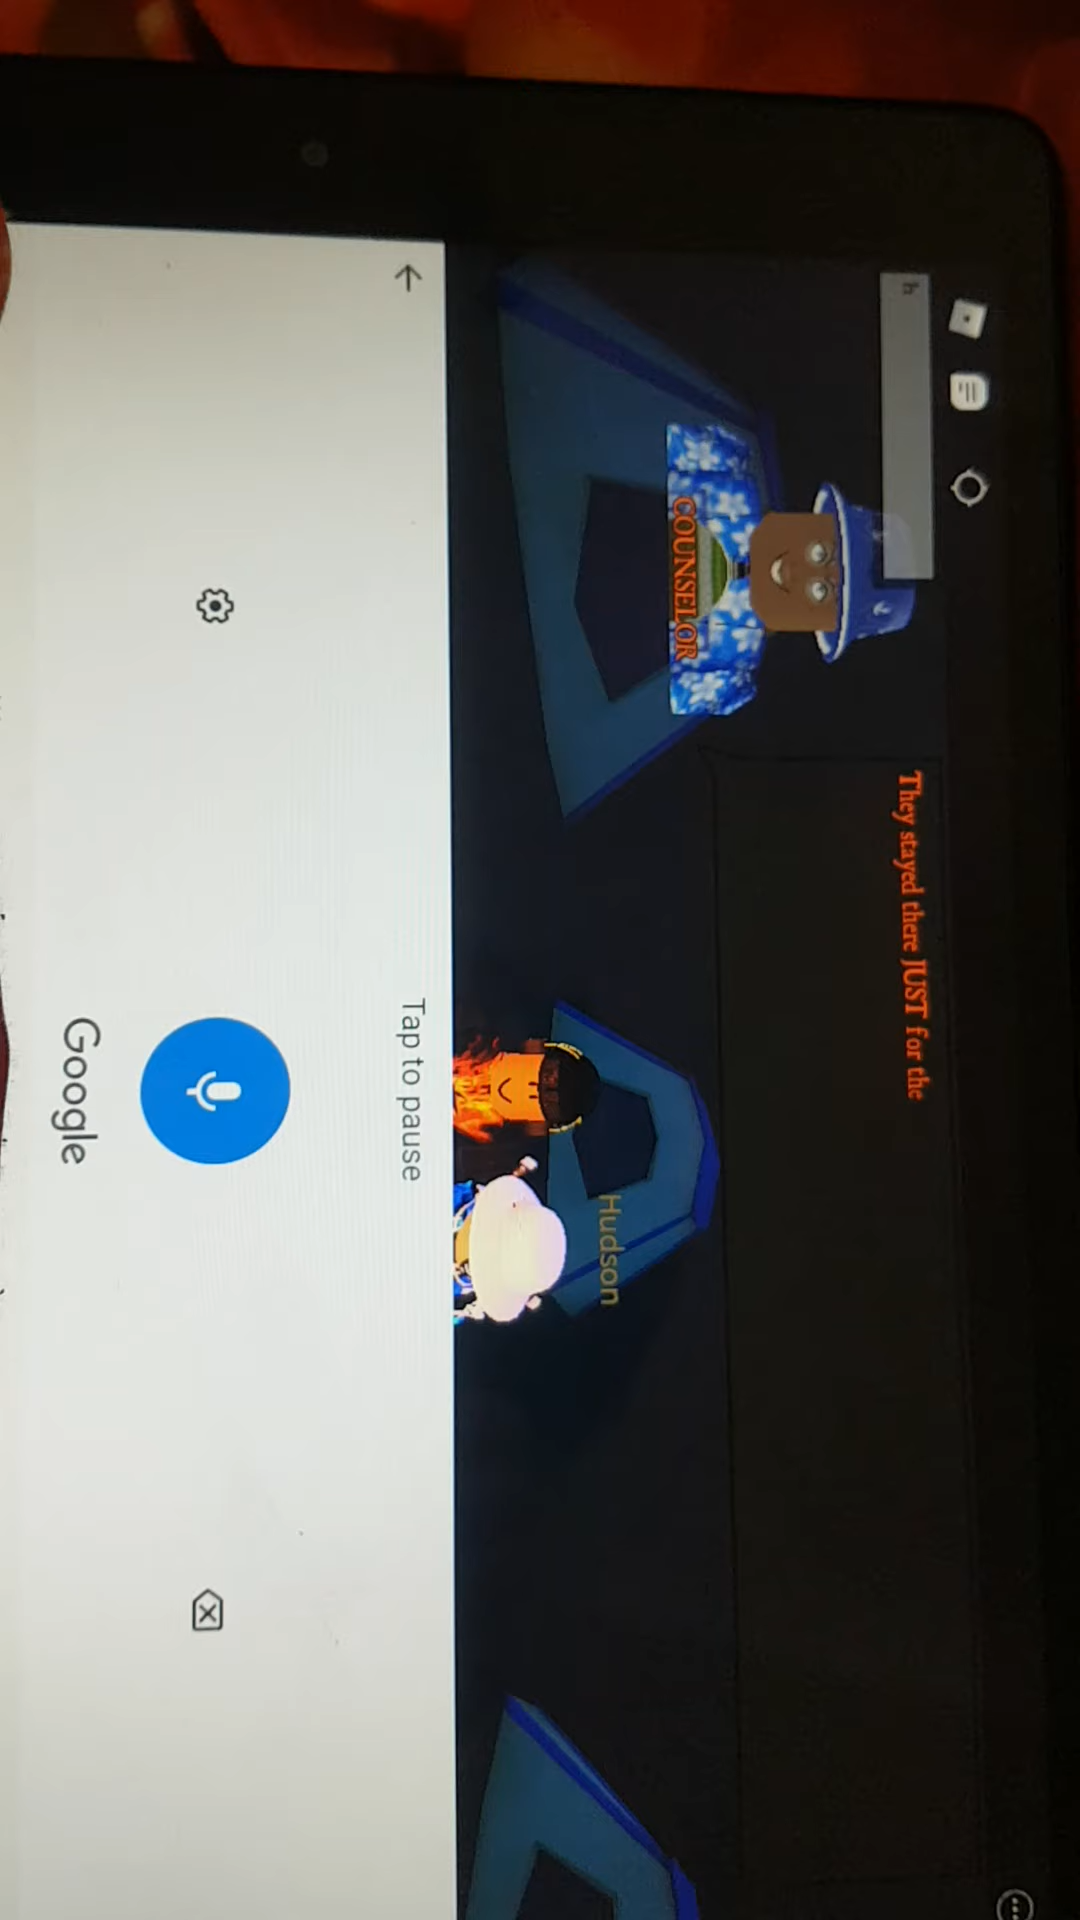 h
They stayed there JUST for the
COUNSELOR
Hudson
Tap to pause
Google